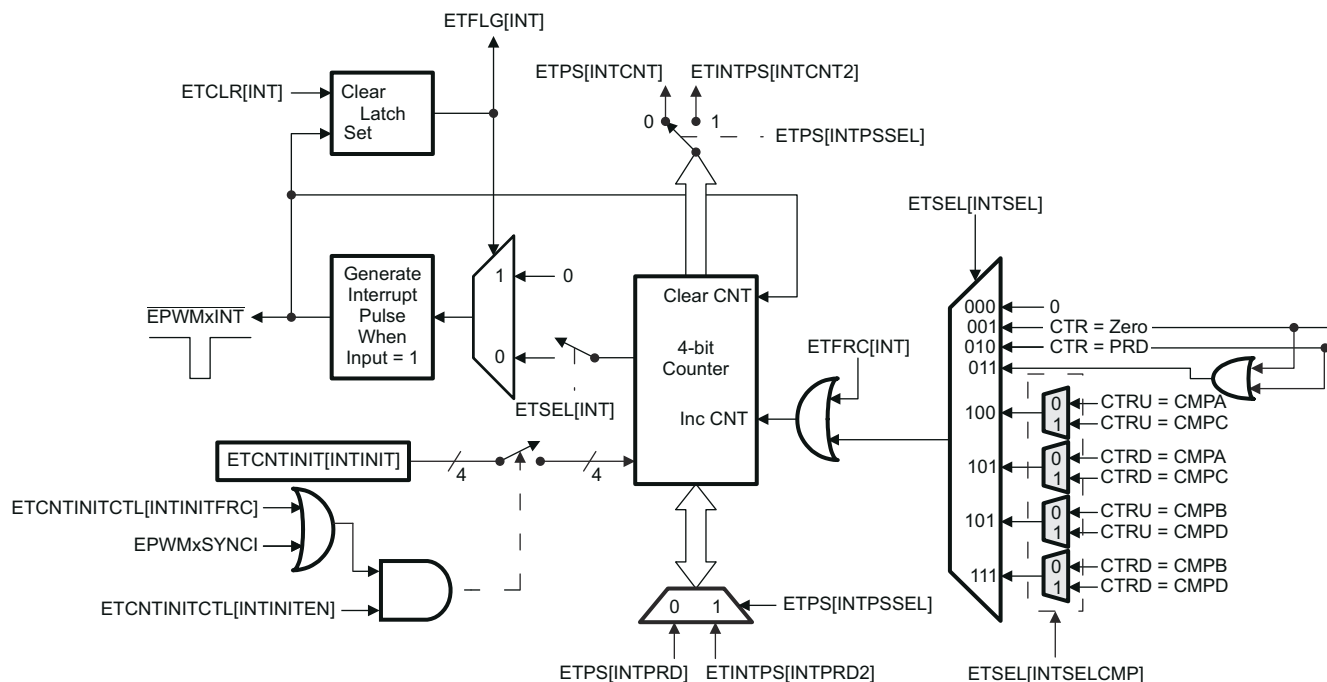 ETFLG[INT]
ETPS[INTCNT]
ETINTPS[INTCNT2]
ETCLR[INT]
Clear
Latch
Set
0
1
ETPS[INTPSSEL]
ETSEL[INTSEL]
Generate
Interrupt
Pulse
When
Input = 1
1
0
0
EPWMxINT
Clear CNT
4-bit
Counter
Inc CNT
ETFRC[INT]
ETSEL[INT]
000
0
001
CTR = Zero
010
CTR = PRD
011
100
0
CTRU = CMPA
1
CTRU = CMPC
101
0
CTRD = CMPA
1
CTRD = CMPC
101
0
CTRU = CMPB
1
CTRU = CMPD
111
0
CTRD = CMPB
1
CTRD = CMPD
ETCNTINIT[INTINIT]
4
4
ETCNTINITCTL[INTINITFRC]
EPWMxSYNCI
ETCNTINITCTL[INTINITEN]
0
1
ETPS[INTPSSEL]
ETPS[INTPRD]
ETINTPS[INTPRD2]
ETSEL[INTSELCMP]